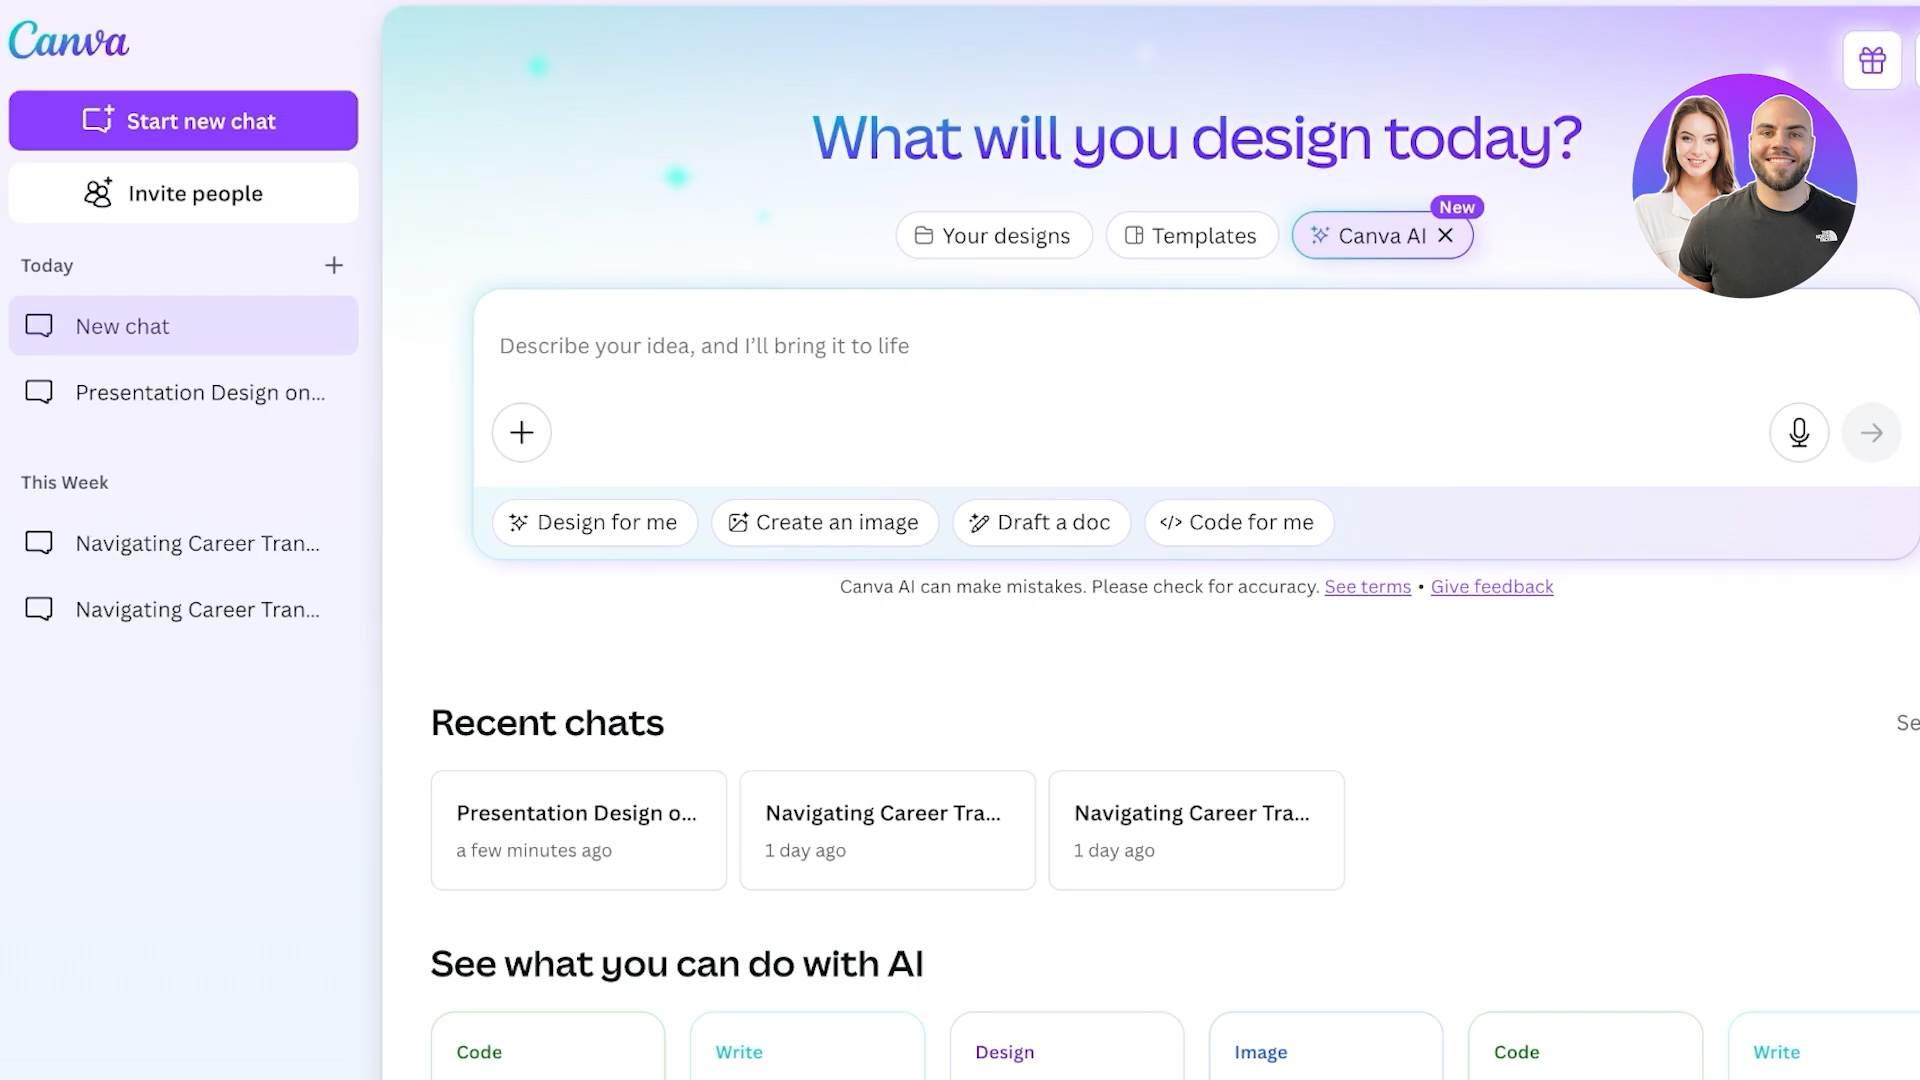 Canva
Start new chat
Invite people
Today
New chat
Presentation Design on...
This Week
Navigating Career Tran...
Navigating Career Tran...
What will you design today?
Your designs
Templates
Canva AI
New
Describe your idea, and I'll bring it to life
Design for me
Create an image
Draft a doc
</> Code for me
Canva AI can make mistakes. Please check for accuracy. See terms • Give feedback
Recent chats
Se
Presentation Design o...
a few minutes ago
Navigating Career Tra...
1 day ago
Navigating Career Tra...
1 day ago
See what you can do with AI
Code
Write
Design
Image
Code
Write